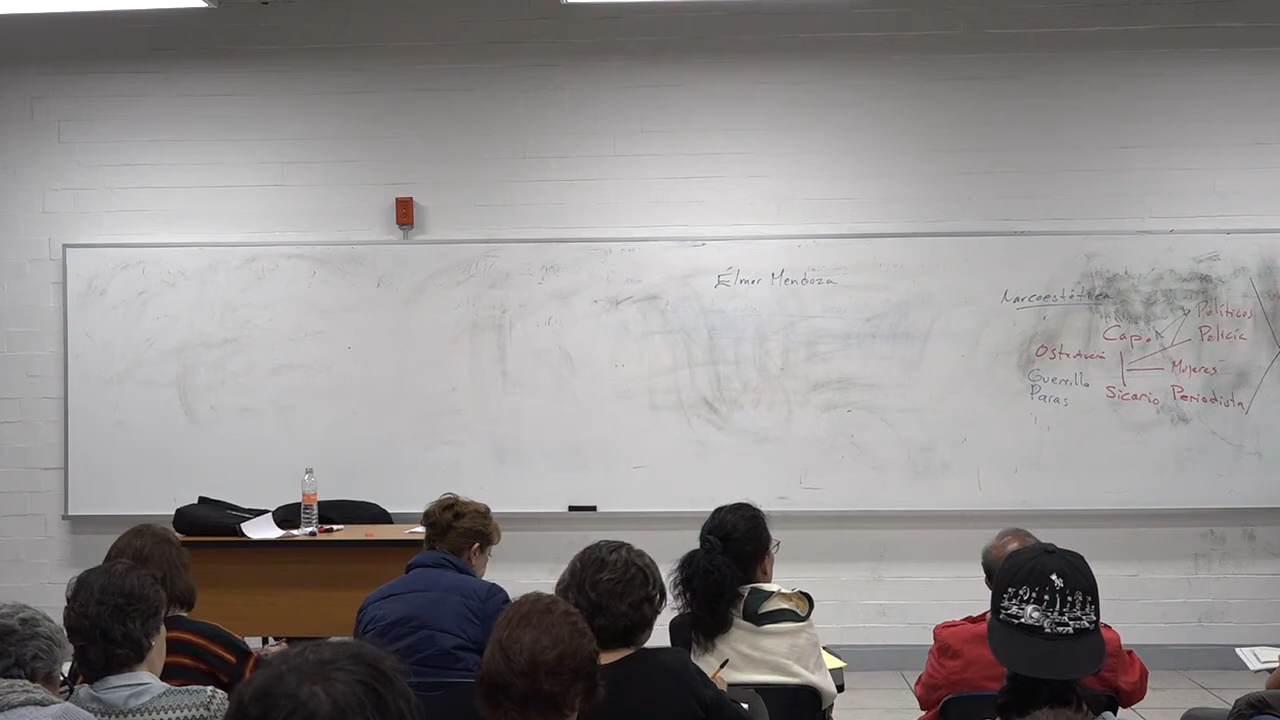 Élmer Mendoza
Narcoestética
Políticos
Capo
Policía
Ostentación
Mujeres
Guerrilla
Paras
Sicario Periodista